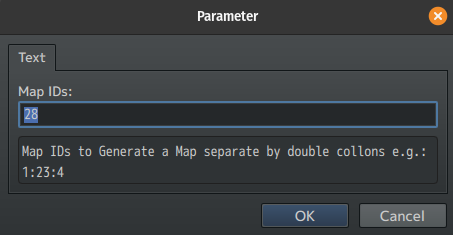 Parameter
Text
Map IDs:
28
Map IDs to Generate a Map separate by double collons e.g.:
1:23:4
OK
Cancel